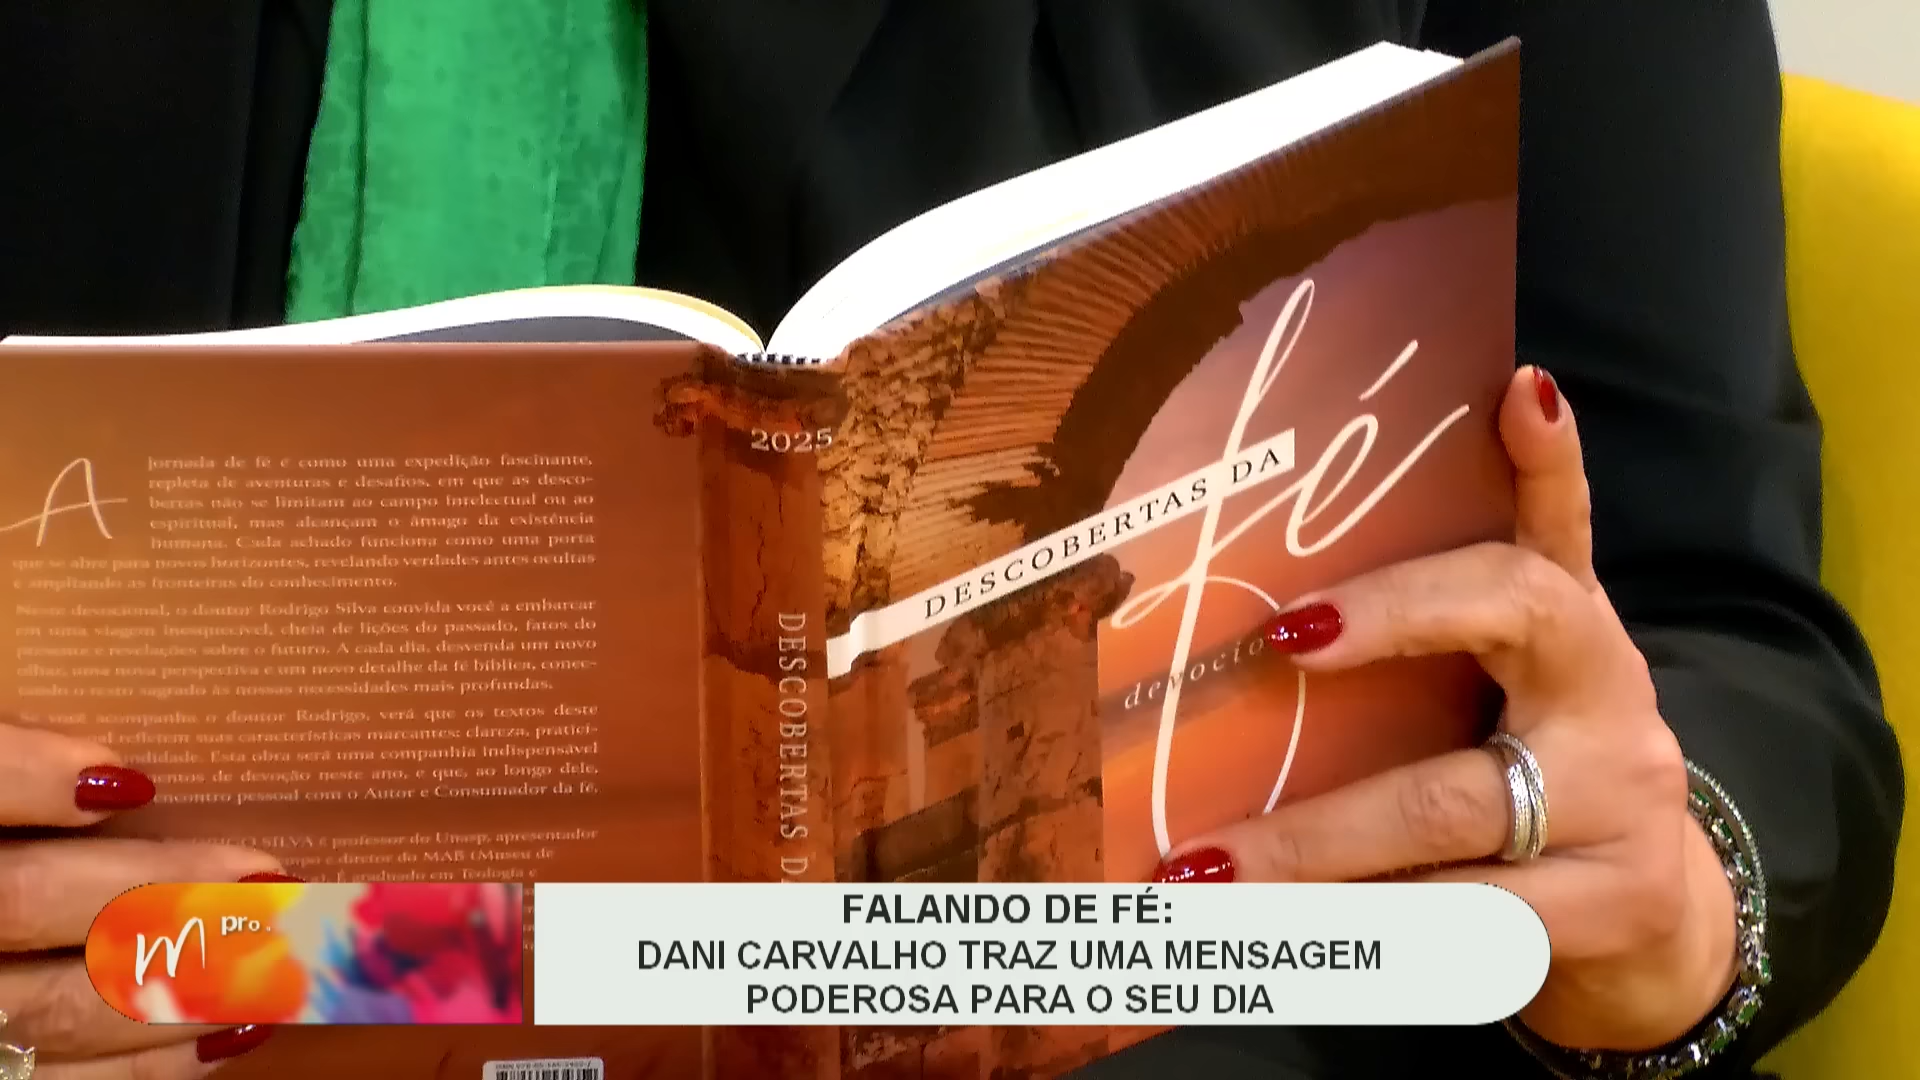 2025
DESCOBERTAS DA
fé
devocio
DESCOBERTAS DA
A jornada de fé é como uma expedição fascinante,
repleta de aventuras e desafios, em que as desco-
bertas não se limitam ao campo intelectual ou ao
espiritual, mas alcançam o âmago da existência
humana. Cada achado funciona como uma porta
que se abre para novos horizontes, revelando verdades antes ocultas
e ampliando as fronteiras do conhecimento.
Neste devocional, o doutor Rodrigo Silva convida você a embarcar
em uma viagem inesquecível, cheia de lições do passado, fatos do
presente e revelações sobre o futuro. A cada dia, desvenda um novo
olhar, uma nova perspectiva e um novo detalhe da fé bíblica, conec-
tando o texto sagrado às nossas necessidades mais profundas.
você acompanha o doutor Rodrigo, verá que os textos deste
nal refletem suas características marcantes: clareza, pratici-
ndidade. Esta obra será uma companhia indispensável
entos de devoção neste ano, e que, ao longo dele,
encontro pessoal com o Autor e Consumador da fé.
SILVA é professor do Unasp, apresentador
e diretor do MAB (Museu de
É graduado em Teologia e
m pro.
FALANDO DE FÉ:
DANI CARVALHO TRAZ UMA MENSAGEM
PODEROSA PARA O SEU DIA